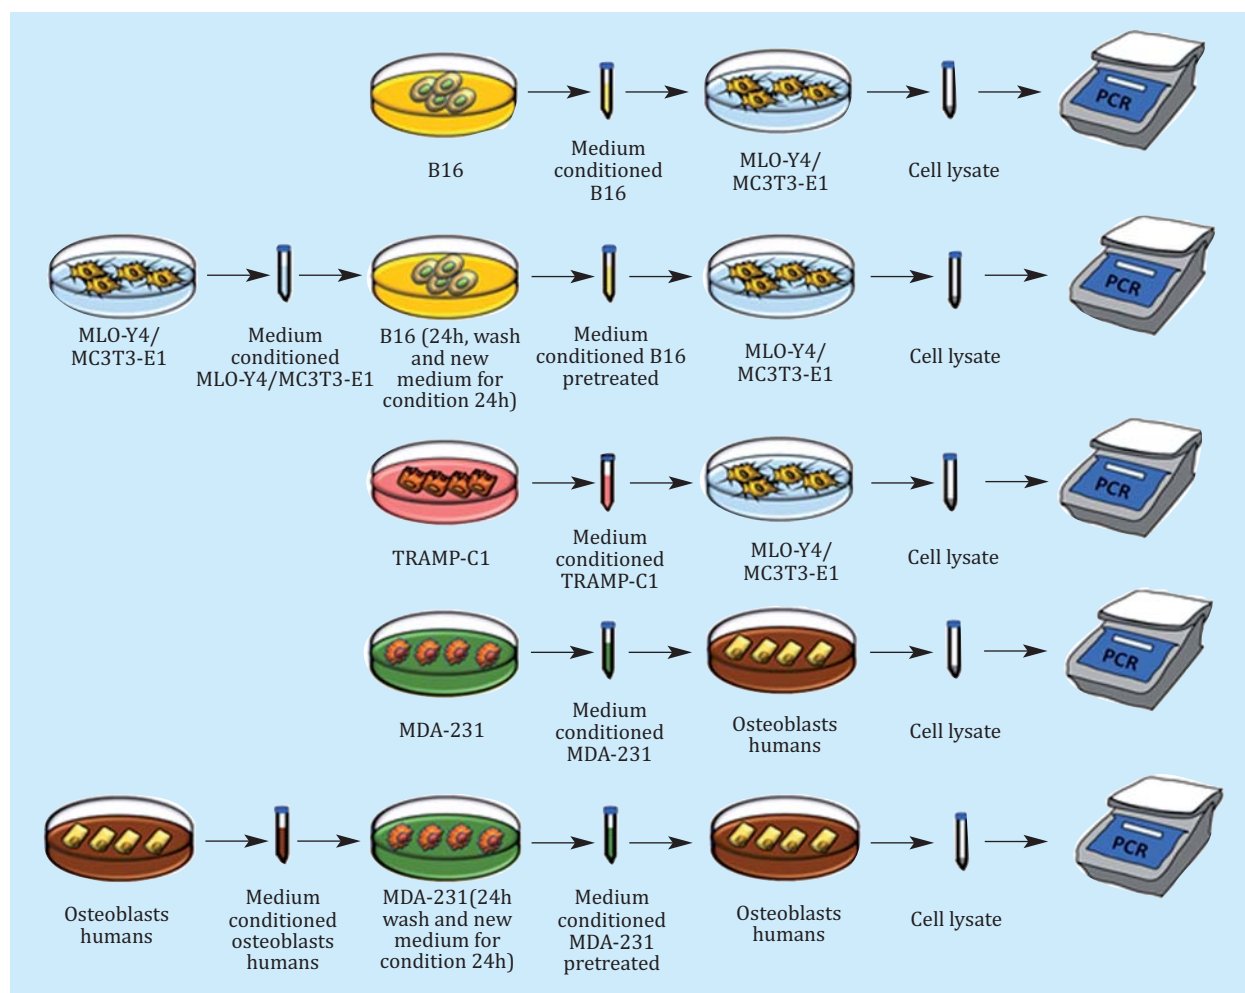 PCR
B16
Medium
conditioned
B16
MLO-Y4/
MC3T3-E1
Cell lysate
PCR
MLO-Y4/
MC3T3-E1
Medium
conditioned
MLO-Y4/MC3T3-E1
B16 (24h, wash
and new
medium for
condition 24h)
Medium
conditioned B16
pretreated
MLO-Y4/
MC3T3-E1
Cell lysate
PCR
TRAMP-C1
Medium
conditioned
TRAMP-C1
MLO-Y4/
MC3T3-E1
Cell lysate
PCR
MDA-231
Medium
conditioned
MDA-231
Osteoblasts
humans
Cell lysate
PCR
Osteoblasts
humans
Medium
conditioned
osteoblasts
humans
MDA-231(24h
wash and new
medium for
condition 24h)
Medium
conditioned
MDA-231
pretreated
Osteoblasts
humans
Cell lysate